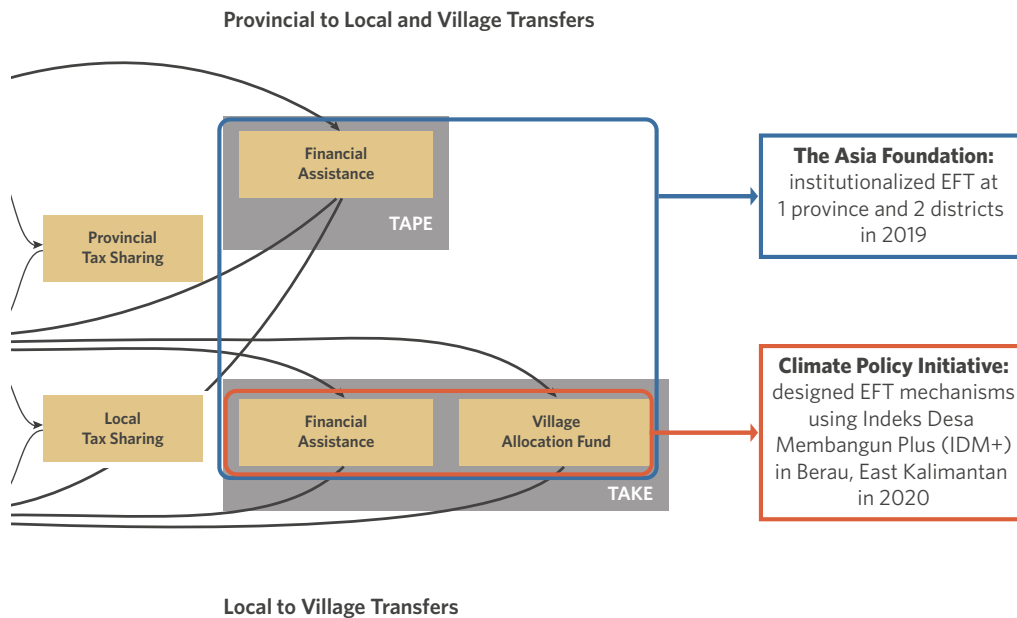 Provincial to Local and Village Transfers
Financial
Assistance
TAPE
Provincial
Tax Sharing
The Asia Foundation:
institutionalized EFT at
1 province and 2 districts
in 2019
Local
Tax Sharing
Financial
Assistance
Village
Allocation Fund
TAKE
Climate Policy Initiative:
designed EFT mechanisms
using Indeks Desa
Membangun Plus (IDM+)
in Berau, East Kalimantan
in 2020
Local to Village Transfers